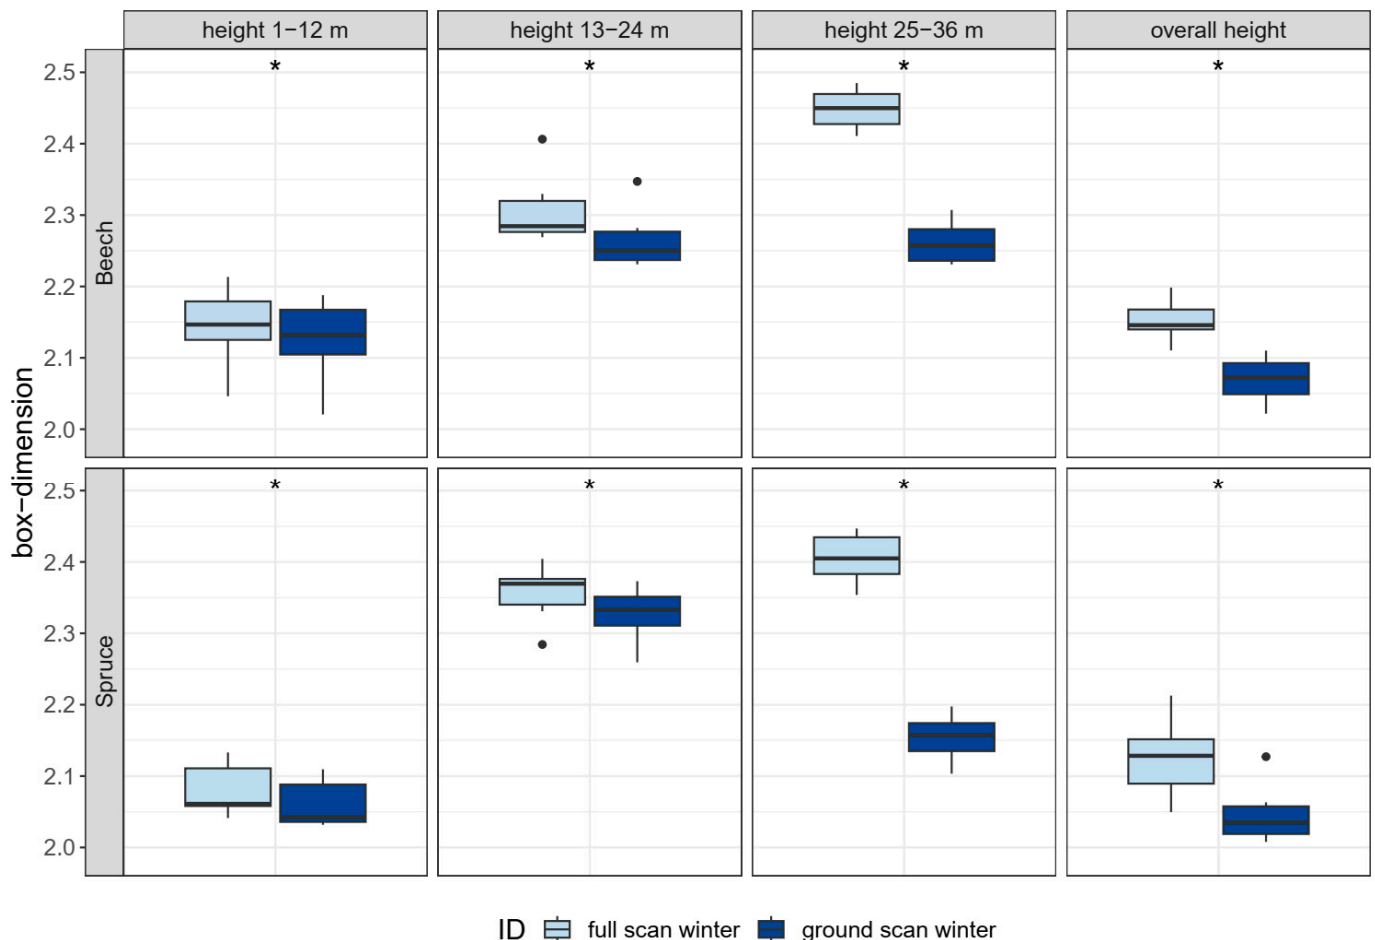 height 1−12 m
height 13−24 m
height 25−36 m
overall height
* * * *
Beech
2.5
2.4
2.3
2.2
2.1
2.0
box−dimension
* * * *
Spruce
2.5
2.4
2.3
2.2
2.1
2.0
ID full scan winter ground scan winter